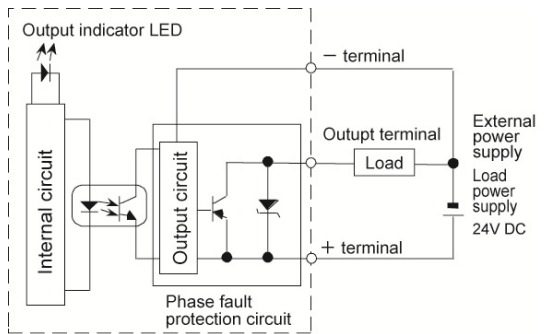 Output indicator LED
− terminal
Outupt terminal
External
power
supply
Load
Load
power
supply
24V DC
Internal circuit
Output circuit
+ terminal
Phase fault
protection circuit